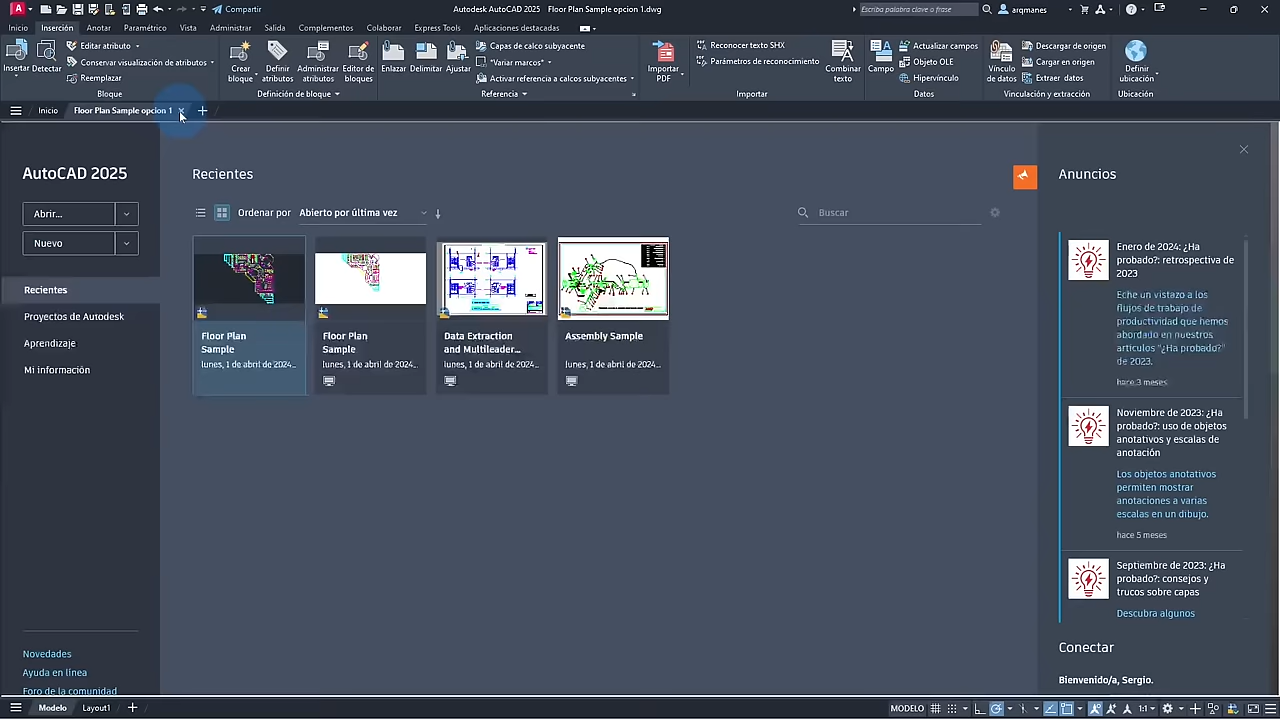 Compartir
Autodesk AutoCAD 2025 Floor Plan Sample opcion 1.dwg
Escriba palabra clave o frase
arqmanes
Inicio
Inserción
Anotar
Paramétrico
Vista
Administrar
Salida
Complementos
Colaborar
Express Tools
Aplicaciones destacadas
Insertar
Detectar
Editar atributo
Conservar visualización de atributos
Reemplazar
Bloque
Crear
bloque
Definir
atributos
Administrar
atributos
Editor de
bloques
Definición de bloque
Enlazar
Delimitar
Ajustar
Capas de calco subyacente
*Variar marcos*
Activar referencia a calcos subyacentes
Referencia
Importar
PDF
Reconocer texto SHX
Parámetros de reconocimiento
Combinar
texto
Importar
Campo
Actualizar campos
Objeto OLE
Hipervínculo
Datos
Vínculo
de datos
Descargar de origen
Cargar en origen
Extraer datos
Vinculación y extracción
Definir
ubicación
Ubicación
Inicio
Floor Plan Sample opcion 1
AutoCAD 2025
Abrir...
Nuevo
Recientes
Proyectos de Autodesk
Aprendizaje
Mi información
Novedades
Ayuda en línea
Foro de la comunidad
Recientes
Ordenar por
Abierto por última vez
Buscar
Floor Plan
Sample
lunes, 1 de abril de 2024...
Floor Plan
Sample
lunes, 1 de abril de 2024...
Data Extraction
and Multileader...
lunes, 1 de abril de 2024...
Assembly Sample
lunes, 1 de abril de 2024...
Anuncios
Enero de 2024: ¿Ha
probado?: retrospectiva de
2023
Eche un vistazo a los
flujos de trabajo de
productividad que hemos
abordado en nuestros
artículos "¿Ha probado?"
de 2023.
hace 3 meses
Noviembre de 2023: ¿Ha
probado?: uso de objetos
anotativos y escalas de
anotación
Los objetos anotativos
permiten mostrar
anotaciones a varias
escalas en un dibujo.
hace 5 meses
Septiembre de 2023: ¿Ha
probado?: consejos y
trucos sobre capas
Descubra algunos
Conectar
Bienvenido/a, Sergio.
Modelo
Layout1
MODELO
1:1